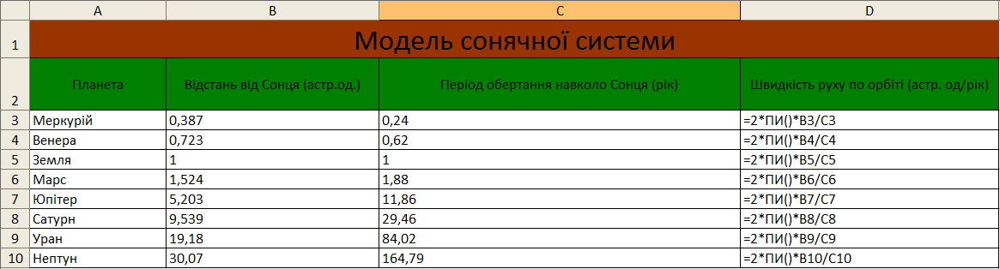 A B C D
1 Модель сонячної системи
2 Планета Відстань від Сонця (астр.од.) Період обертання навколо Сонця (рік) Швидкість руху по орбіті (астр. од/рік)
3 Меркурій 0,387 0,24 =2*ПИ()*B3/C3
4 Венера 0,723 0,62 =2*ПИ()*B4/C4
5 Земля 1 1 =2*ПИ()*B5/C5
6 Марс 1,524 1,88 =2*ПИ()*B6/C6
7 Юпітер 5,203 11,86 =2*ПИ()*B7/C7
8 Сатурн 9,539 29,46 =2*ПИ()*B8/C8
9 Уран 19,18 84,02 =2*ПИ()*B9/C9
10 Нептун 30,07 164,79 =2*ПИ()*B10/C10